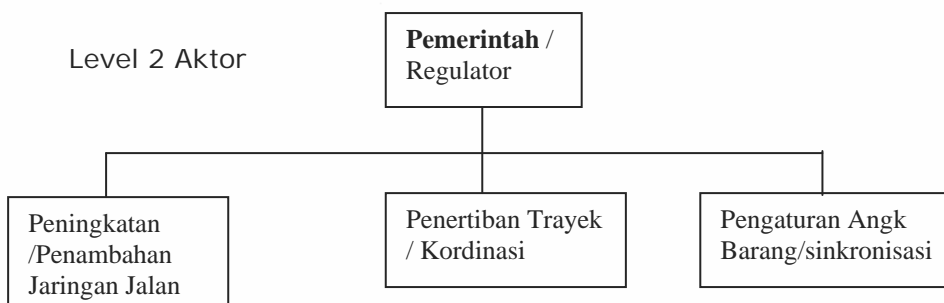 Level 2 Aktor
Pemerintah /
Regulator
Peningkatan
/Penambahan
Jaringan Jalan
Penertiban Trayek
/ Kordinasi
Pengaturan Angk
Barang/sinkronisasi